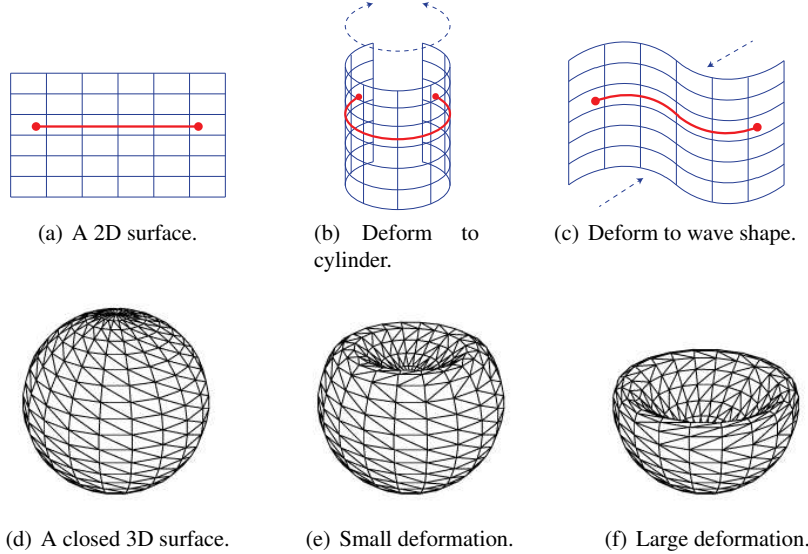 (a) A 2D surface.
(b) Deform to
cylinder.
(c) Deform to wave shape.
(d) A closed 3D surface.
(e) Small deformation.
(f) Large deformation.